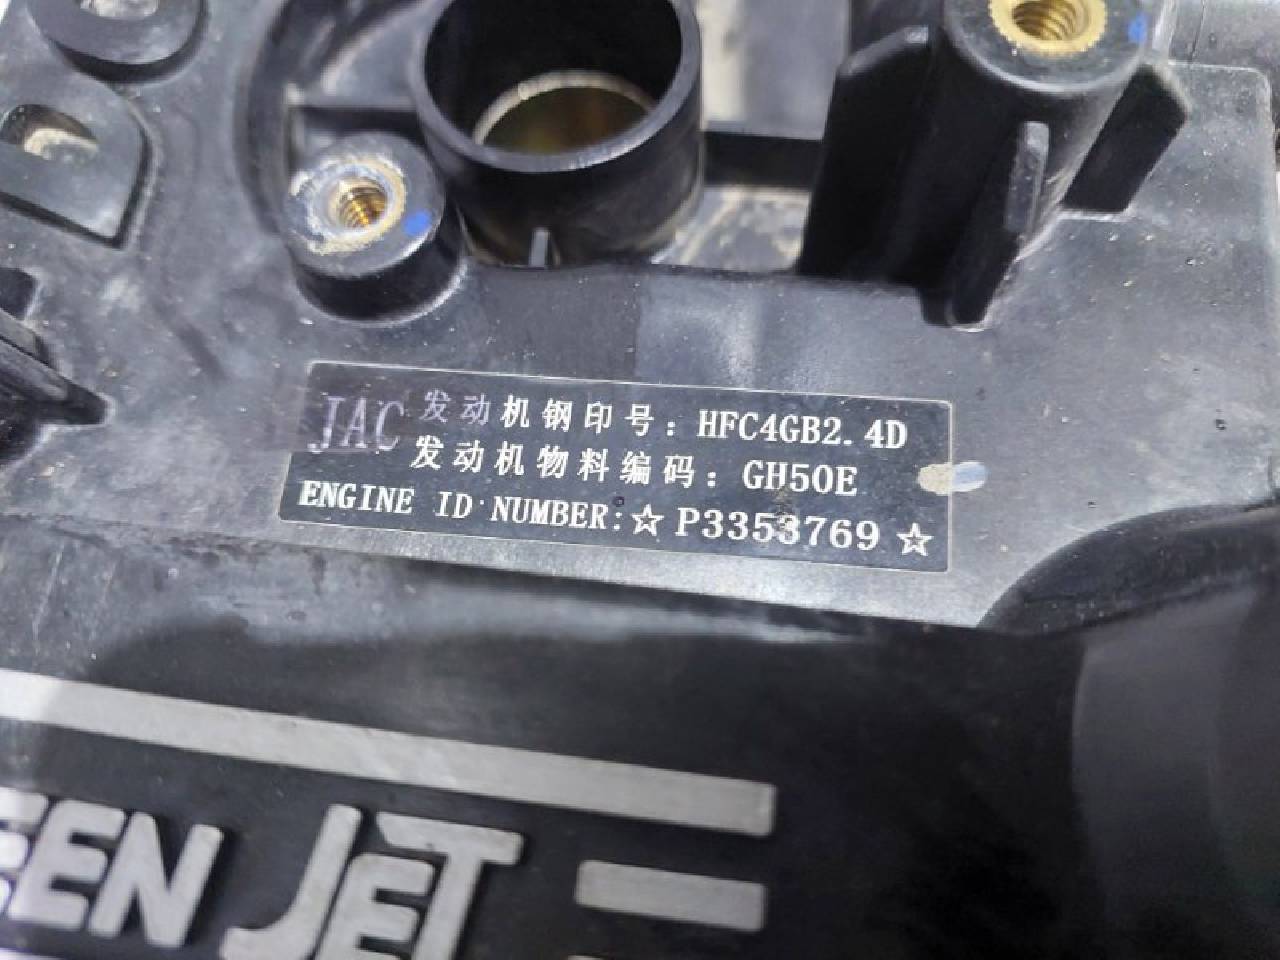 JAC 发动机钢印号: HFC4GB2.4D
发动机物料编码: GH50E
ENGINE ID NUMBER:☆P3353769☆
EEN JET